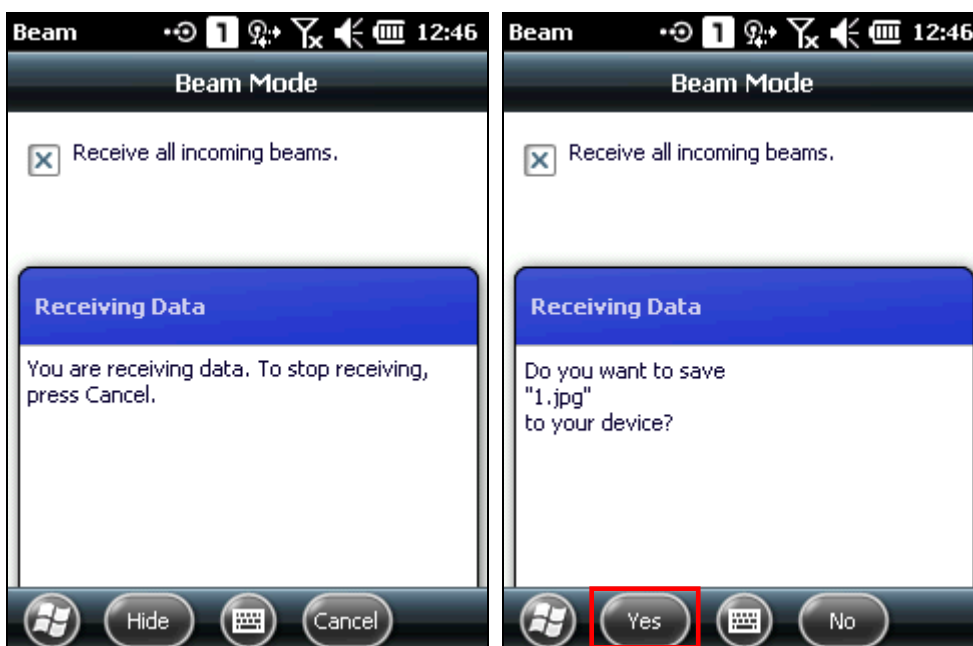 Beam 1 12:46
Beam Mode
Receive all incoming beams.
Receiving Data
You are receiving data. To stop receiving,
press Cancel.
Hide Cancel
Beam 1 12:46
Beam Mode
Receive all incoming beams.
Receiving Data
Do you want to save
"1.jpg"
to your device?
Yes No